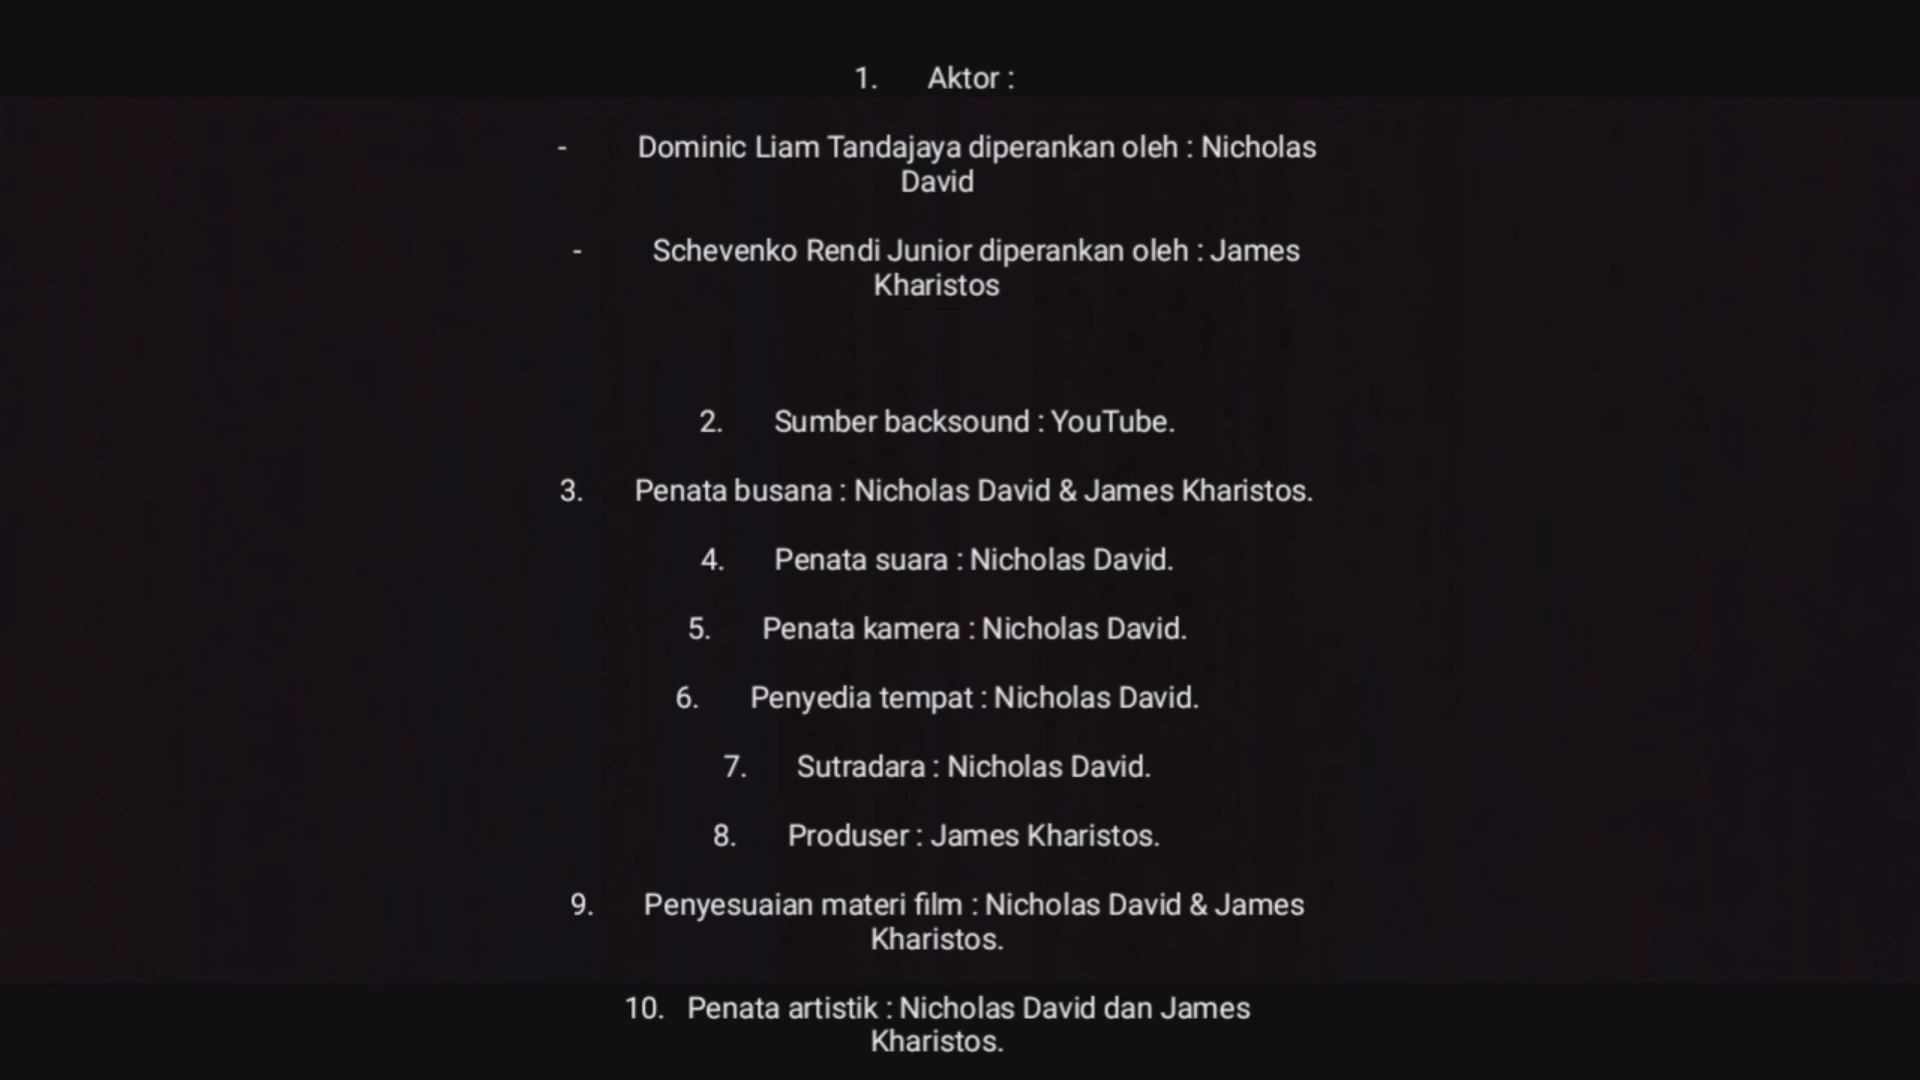 1. Aktor :
- Dominic Liam Tandajaya diperankan oleh : Nicholas
David
- Schevenko Rendi Junior diperankan oleh : James
Kharistos
2. Sumber backsound : YouTube.
3. Penata busana : Nicholas David & James Kharistos.
4. Penata suara : Nicholas David.
5. Penata kamera : Nicholas David.
6. Penyedia tempat : Nicholas David.
7. Sutradara : Nicholas David.
8. Produser : James Kharistos.
9. Penyesuaian materi film : Nicholas David & James
Kharistos.
10. Penata artistik : Nicholas David dan James
Kharistos.